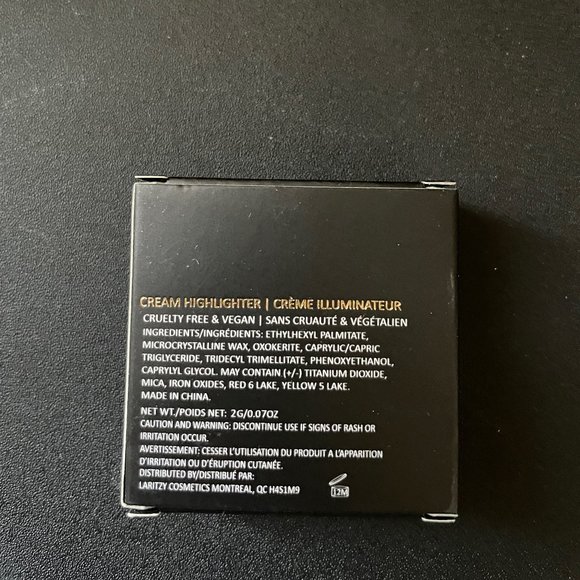 CREAM HIGHLIGHTER | CRÈME ILLUMINATEUR
CRUELTY FREE & VEGAN | SANS CRUAUTÉ & VÉGÉTALIEN
INGREDIENTS/INGRÉDIENTS: ETHYLHEXYL PALMITATE,
MICROCRYSTALLINE WAX, OXOKERITE, CAPRYLIC/CAPRIC
TRIGLYCERIDE, TRIDECYL TRIMELLITATE, PHENOXYETHANOL,
CAPRYLYL GLYCOL. MAY CONTAIN (+/-) TITANIUM DIOXIDE,
MICA, IRON OXIDES, RED 6 LAKE, YELLOW 5 LAKE.
MADE IN CHINA.
NET WT./POIDS NET: 2G/0.07OZ
CAUTION AND WARNING: DISCONTINUE USE IF SIGNS OF RASH OR
IRRITATION OCCUR.
AVERTISSEMENT: CESSER L'UTILISATION DU PRODUIT A L'APPARITION
D'IRRITATION OU D'ÉRUPTION CUTANÉE.
DISTRIBUTED BY/DISTRIBUÉ PAR:
LARITZY COSMETICS MONTREAL, QC H4S1M9
12M